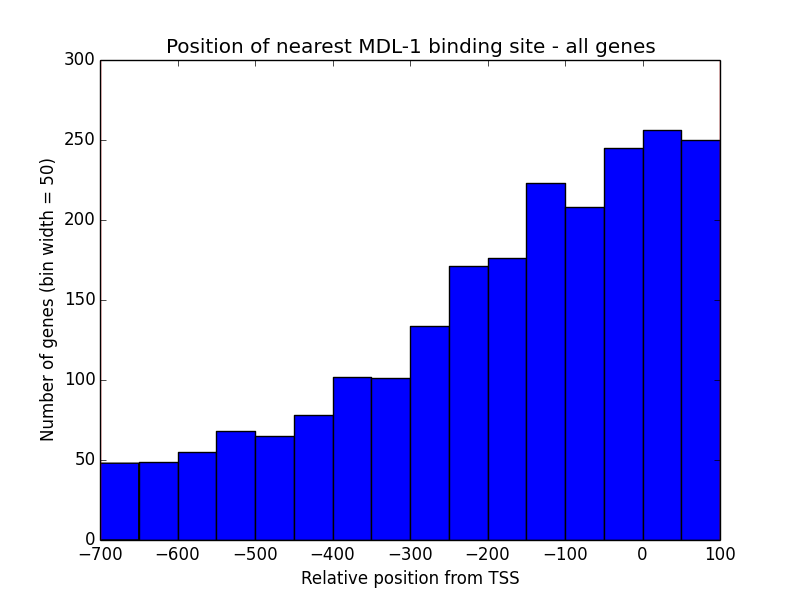 Position of nearest MDL-1 binding site - all genes
300
250
200
150
100
50
0
Number of genes (bin width = 50)
−700 −600 −500 −400 −300 −200 −100 0 100
Relative position from TSS